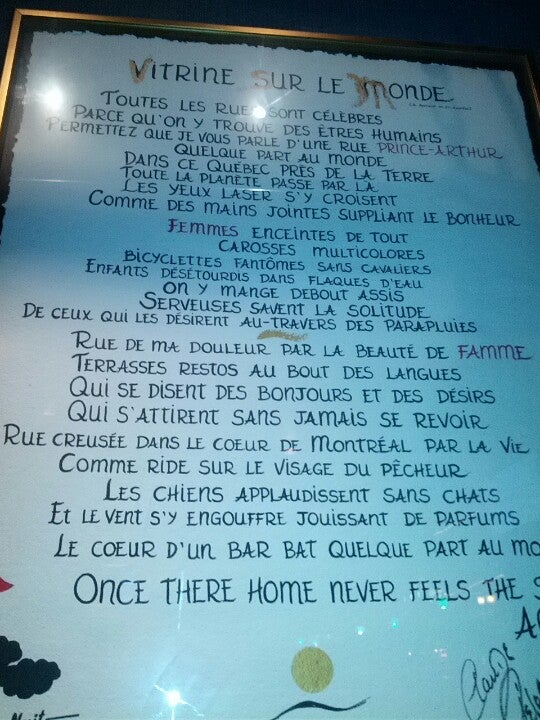 Vitrine sur le Monde
Toutes les rues sont célèbres
Parce qu'on y trouve des êtres humains
Permettez que je vous parle d'une rue Prince-Arthur
Quelque part au monde
Dans ce Québec près de la Terre
Toute la planète passe par là
Les yeux laser s'y croisent
Comme des mains jointes suppliant le bonheur
Femmes enceintes de tout
Carosses multicolores
Bicyclettes fantômes sans cavaliers
Enfants désétourdis dans flaques d'eau
On y mange debout assis
Serveuses savent la solitude
De ceux qui les désirent au-travers des parapluies
Rue de ma douleur par la beauté de famme
Terrasses restos au bout des langues
Qui se disent des bonjours et des désirs
Qui s'attirent sans jamais se revoir
Rue creusée dans le coeur de Montréal par la vie
Comme ride sur le visage du pêcheur
Les chiens applaudissent sans chats
Et le vent s'y engouffre jouissant de parfums
Le coeur d'un bar bat quelque part au mo
Once there home never feels the s